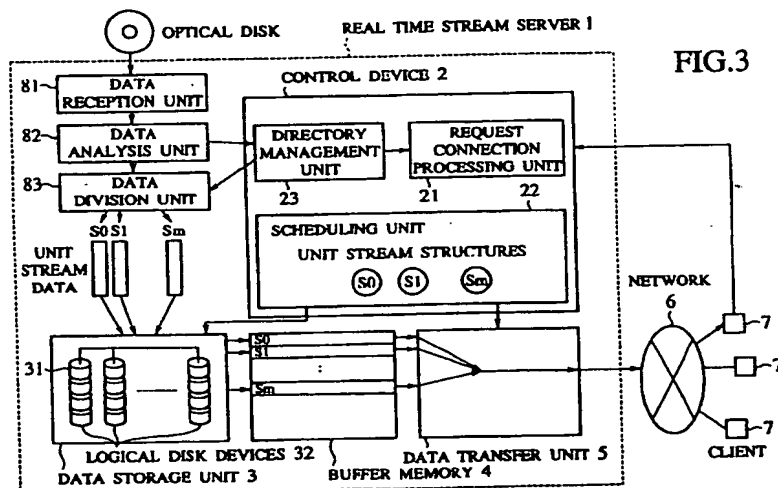 OPTICAL DISK
REAL TIME STREAM SERVER 1
FIG.3
81
DATA
RECEPTION UNIT
CONTROL DEVICE 2
82
DATA
ANALYSIS UNIT
DIRECTORY
MANAGEMENT
UNIT
23
REQUEST
CONNECTION
PROCESSING UNIT
21
22
83
DATA
DIVISION UNIT
S0 S1 Sm
UNIT
STREAM
DATA
SCHEDULING UNIT
UNIT STREAM STRUCTURES
S0 S1 Sm
NETWORK
6
31
S0
S1
:
Sm
7
7
7
CLIENT
LOGICAL DISK DEVICES 32
DATA STORAGE UNIT 3
BUFFER MEMORY 4
DATA TRANSFER UNIT 5